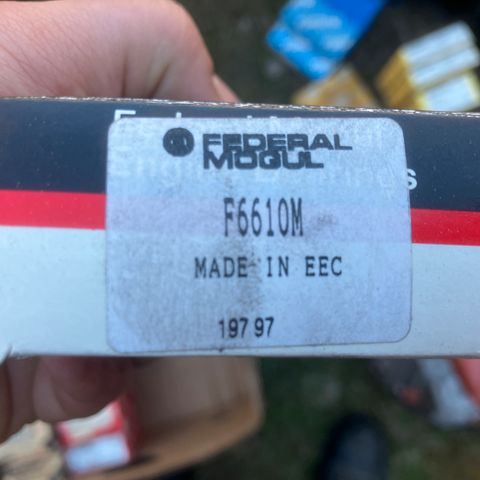 FEDERAL
MOGUL
F6610M
MADE IN EEC
197 97